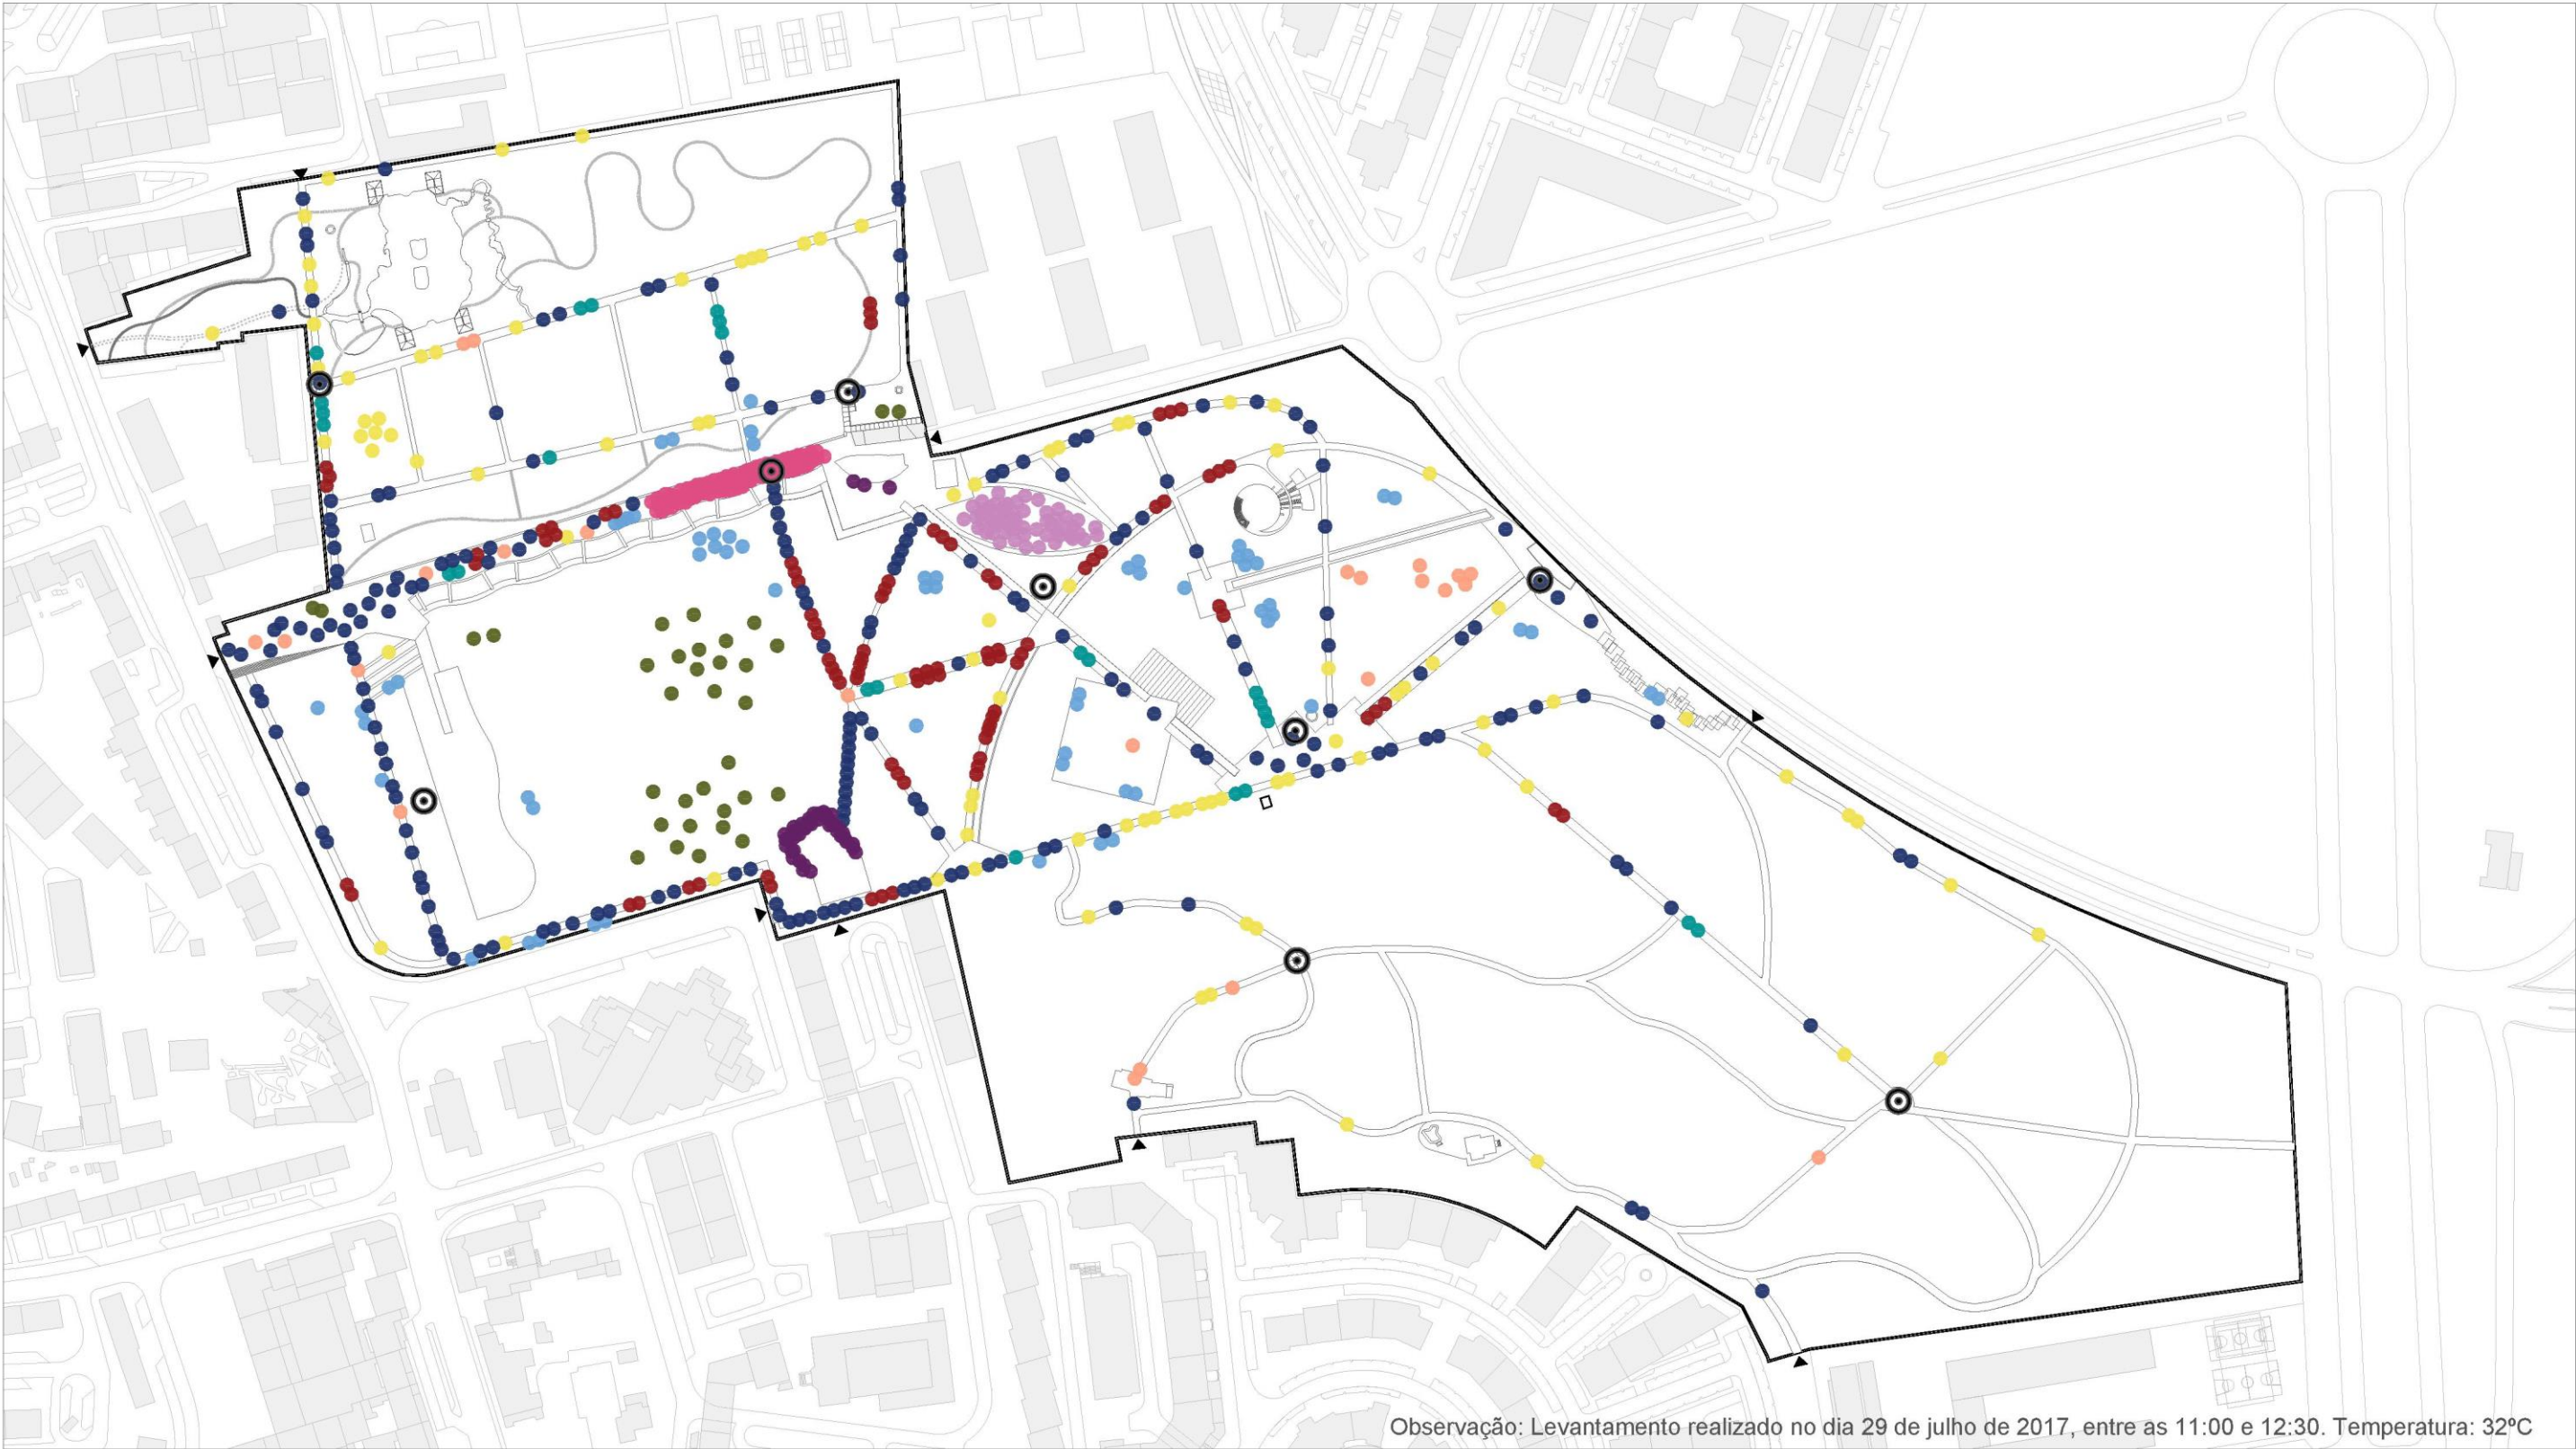 Observação: Levantamento realizado no dia 29 de julho de 2017, entre as 11:00 e 12:30. Temperatura: 32ºC